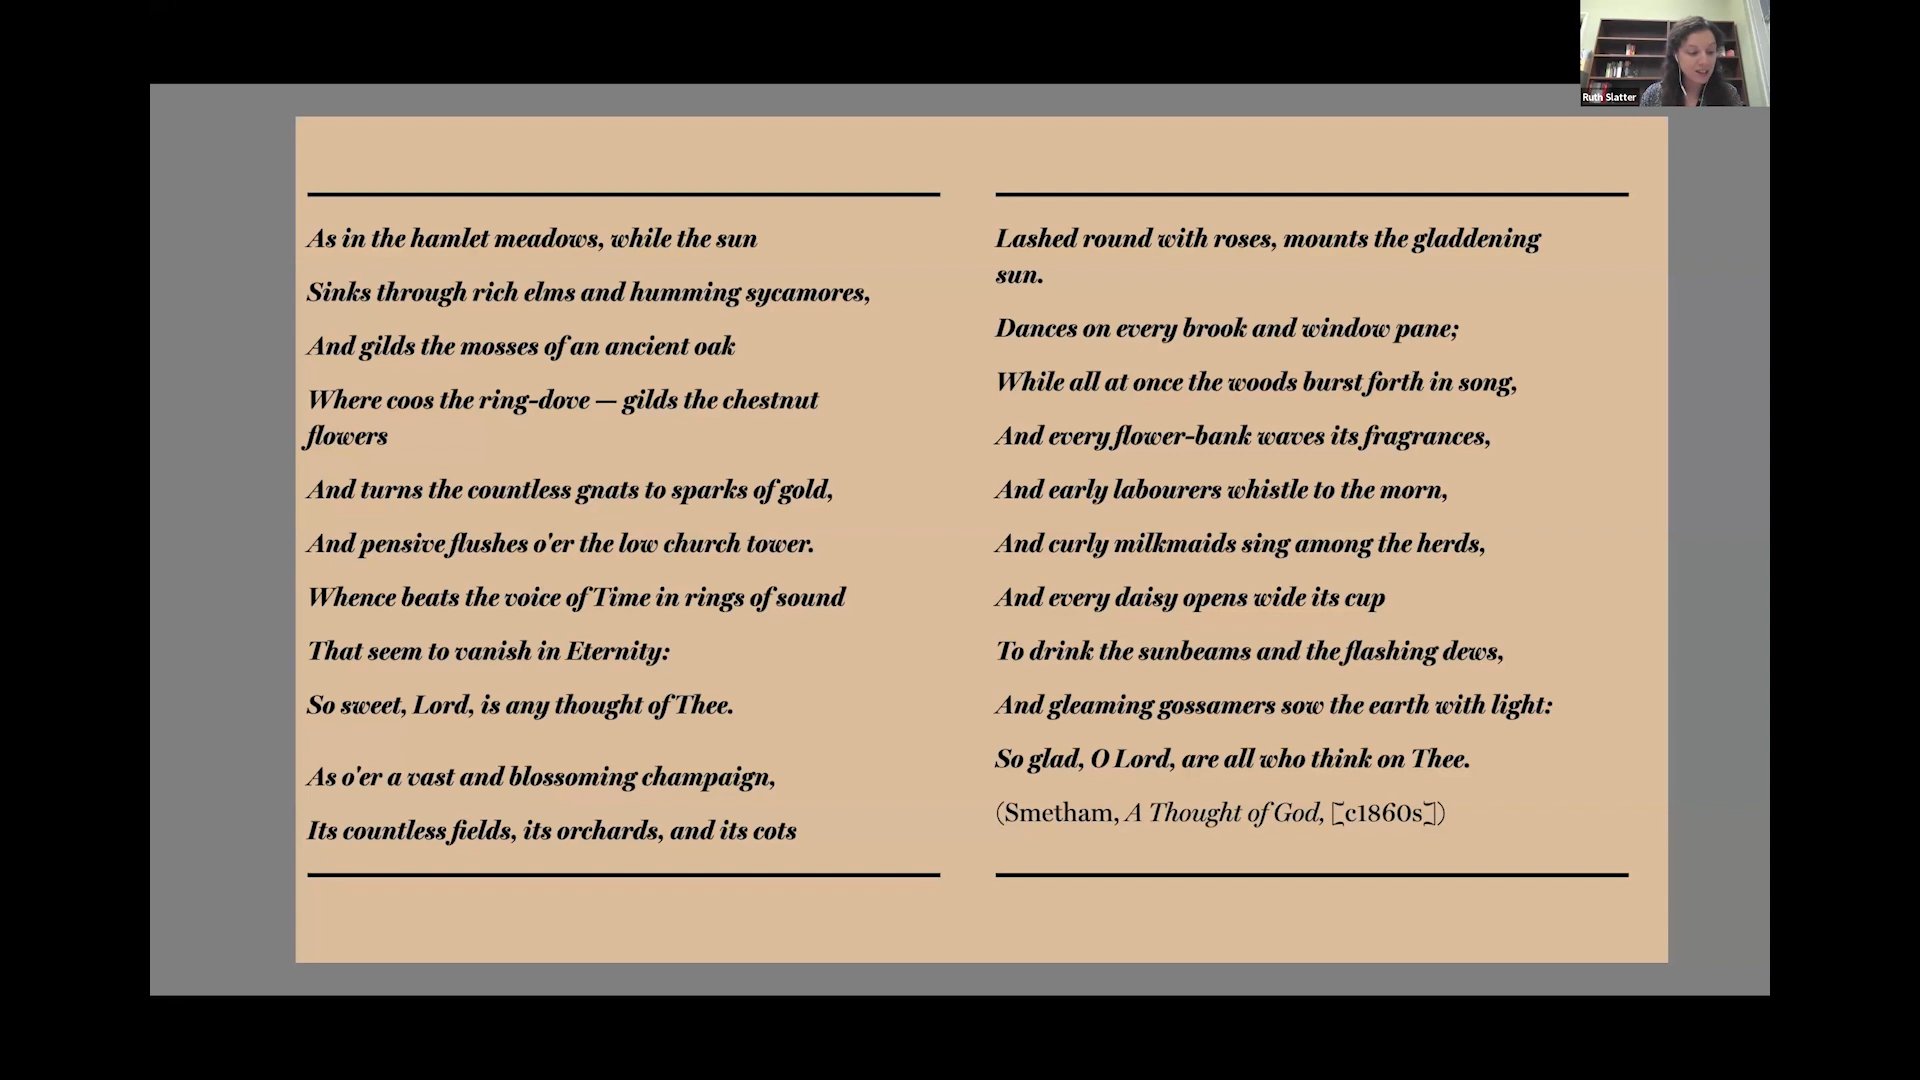 As in the hamlet meadows, while the sun
Sinks through rich elms and humming sycamores,
And gilds the mosses of an ancient oak
Where coos the ring-dove — gilds the chestnut
flowers
And turns the countless gnats to sparks of gold,
And pensive flushes o'er the low church tower.
Whence beats the voice of Time in rings of sound
That seem to vanish in Eternity:
So sweet, Lord, is any thought of Thee.
As o'er a vast and blossoming champaign,
Its countless fields, its orchards, and its cots
Lashed round with roses, mounts the gladdening
sun.
Dances on every brook and window pane;
While all at once the woods burst forth in song,
And every flower-bank waves its fragrances,
And early labourers whistle to the morn,
And curly milkmaids sing among the herds,
And every daisy opens wide its cup
To drink the sunbeams and the flashing dews,
And gleaming gossamers sow the earth with light:
So glad, O Lord, are all who think on Thee.
(Smetham, A Thought of God, [c1860s])
Ruth Slatter